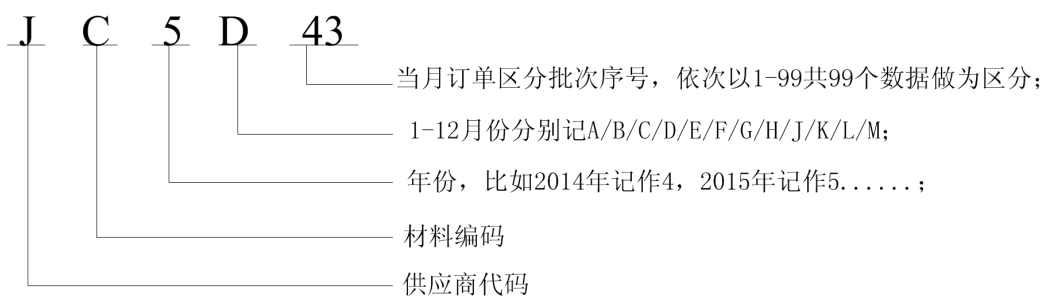 J C 5 D 43
当月订单区分批次序号，依次以1-99共99个数据做为区分；
1-12月份分别记A/B/C/D/E/F/G/H/J/K/L/M；
年份，比如2014年记作4，2015年记作5......；
材料编码
供应商代码